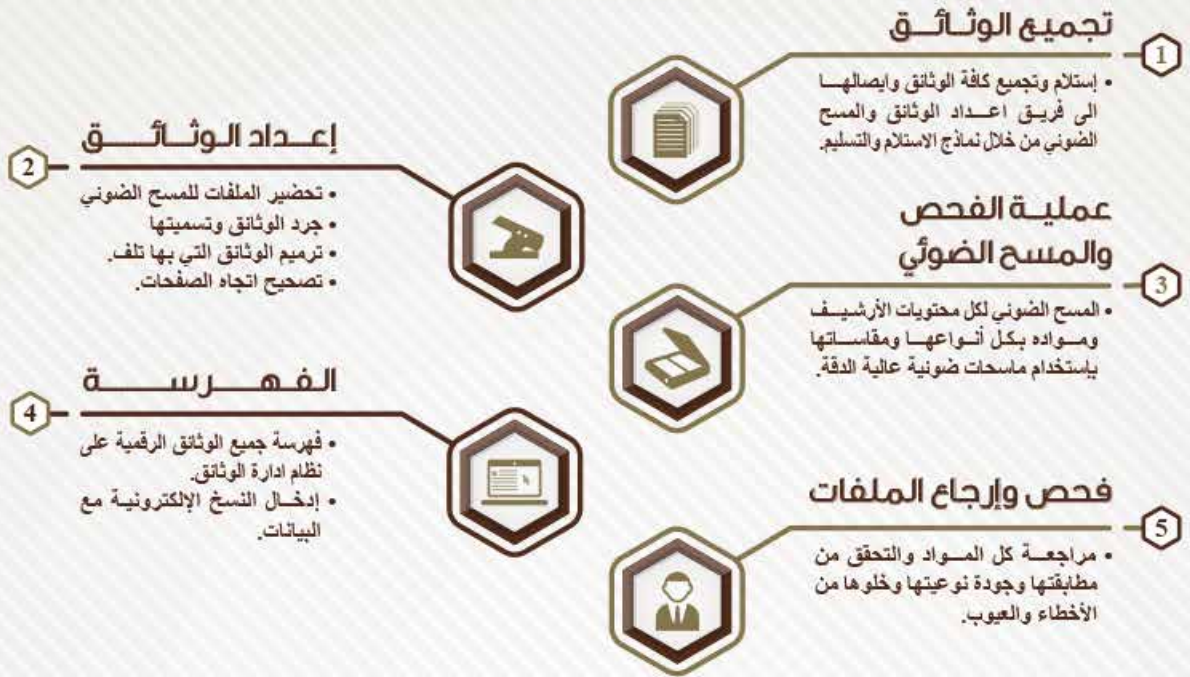 1
تجميع الوثائق
• إستلام وتجميع كافة الوثائق وايصالها
الى فريق اعداد الوثائق والمسح
الضوئي من خلال نماذج الاستلام والتسليم.
2
إعداد الوثائق
• تحضير الملفات للمسح الضوئي
• جرد الوثائق وتسميتها
• ترميم الوثائق التي بها تلف.
• تصحيح اتجاه الصفحات.
3
عملية الفحص
والمسح الضوئي
• المسح الضوئي لكل محتويات الأرشيف
ومواده بكل أنواعها ومقاساتها
بإستخدام ماسحات ضوئية عالية الدقة.
4
الفهرسة
• فهرسة جميع الوثائق الرقمية على
نظام ادارة الوثائق.
• إدخال النسخ الإلكترونية مع
البيانات.
5
فحص وإرجاع الملفات
• مراجعة كل المواد والتحقق من
مطابقتها وجودة نوعيتها وخلوها من
الأخطاء والعيوب.